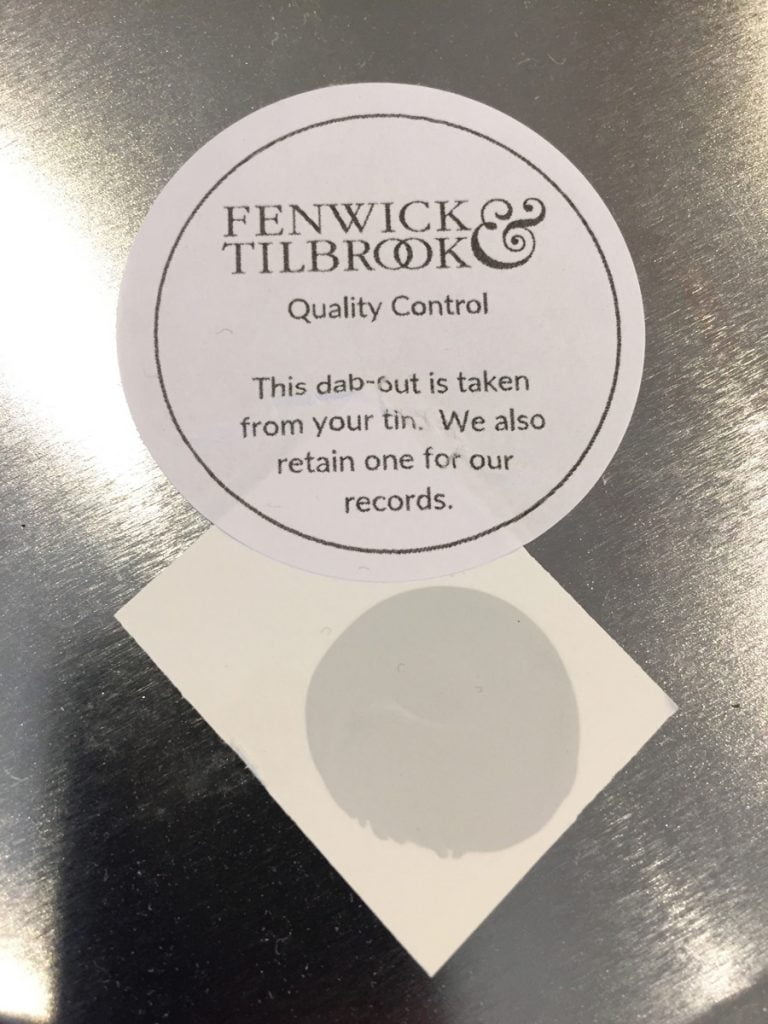 FENWICK &
TILBROOK
Quality Control
This dab-out is taken
from your tin. We also
retain one for our
records.